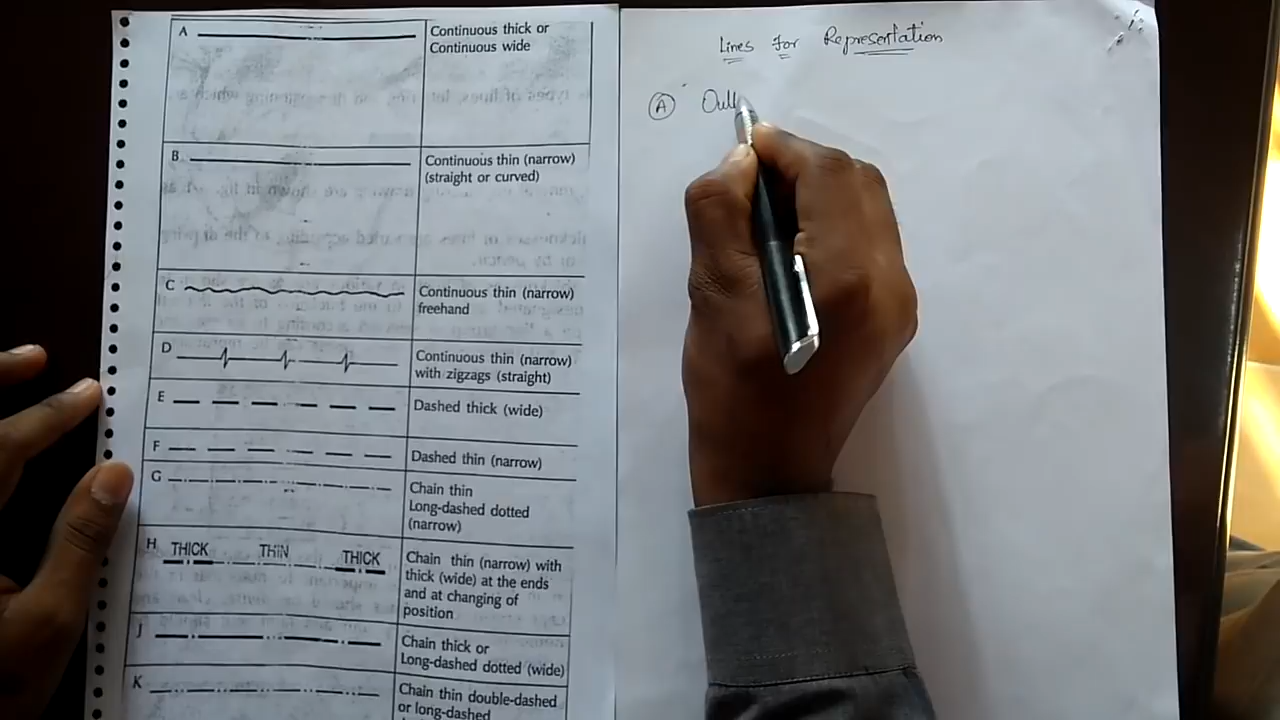 A
Continuous thick or
Continuous wide
B
Continuous thin (narrow)
(straight or curved)
C
Continuous thin (narrow)
freehand
D
Continuous thin (narrow)
with zigzags (straight)
E
Dashed thick (wide)
F
Dashed thin (narrow)
G
Chain thin
Long-dashed dotted
(narrow)
H THICK THIN THICK
Chain thin (narrow) with
thick (wide) at the ends
and at changing of
position
J
Chain thick or
Long-dashed dotted (wide)
K
Chain thin double-dashed
or long-dashed
Lines For Representation
A